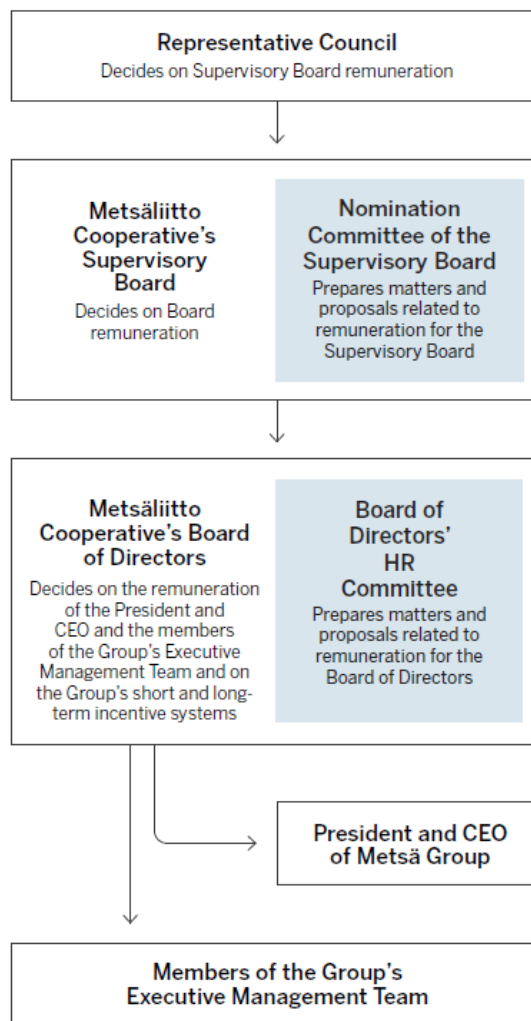 Representative Council
Decides on Supervisory Board remuneration
Metsäliitto
Cooperative's
Supervisory
Board
Decides on Board
remuneration
Nomination
Committee of the
Supervisory Board
Prepares matters and
proposals related to
remuneration for the
Supervisory Board
Metsäliitto
Cooperative's Board
of Directors
Decides on the remuneration
of the President and
CEO and the members
of the Group's Executive
Management Team and on
the Group's short and long-
term incentive systems
Board of
Directors'
HR
Committee
Prepares matters and
proposals related to
remuneration for the
Board of Directors
President and CEO
of Metsä Group
Members of the Group's
Executive Management Team